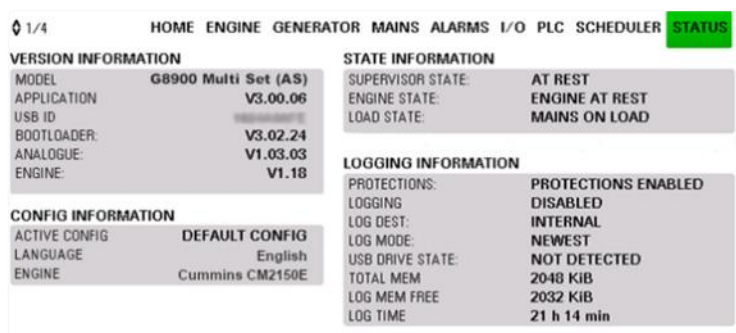 1/4 HOME ENGINE GENERATOR MAINS ALARMS I/O PLC SCHEDULER STATUS
VERSION INFORMATION
MODEL G8900 Multi Set (AS)
APPLICATION V3.00.06
USB ID
BOOTLOADER: V3.02.24
ANALOGUE: V1.03.03
ENGINE: V1.18
CONFIG INFORMATION
ACTIVE CONFIG DEFAULT CONFIG
LANGUAGE English
ENGINE Cummins CM2150E
STATE INFORMATION
SUPERVISOR STATE: AT REST
ENGINE STATE: ENGINE AT REST
LOAD STATE: MAINS ON LOAD
LOGGING INFORMATION
PROTECTIONS: PROTECTIONS ENABLED
LOGGING DISABLED
LOG DEST: INTERNAL
LOG MODE: NEWEST
USB DRIVE STATE: NOT DETECTED
TOTAL MEM 2048 KiB
LOG MEM FREE 2032 KiB
LOG TIME 21 h 14 min